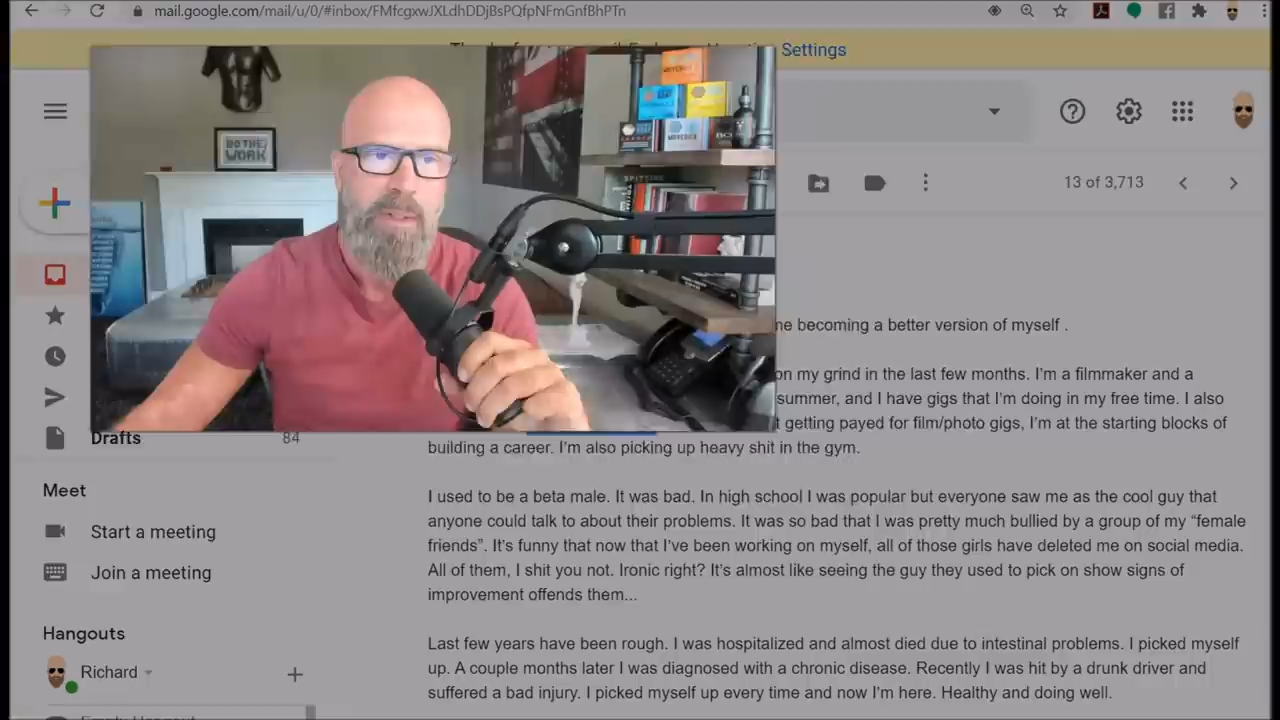 mail.google.com/mail/u/0/#inbox/FMfcgxwJXLdhDDjBsPQfpNFmGnfBhPTn
Settings
DO THE
WORK
SPITFIRE
13 of 3,713
me becoming a better version of myself .
on my grind in the last few months. I'm a filmmaker and a
summer, and I have gigs that I'm doing in my free time. I also
t getting payed for film/photo gigs, I'm at the starting blocks of
building a career. I'm also picking up heavy shit in the gym.
Drafts 84
Meet
Start a meeting
Join a meeting
Hangouts
Richard
I used to be a beta male. It was bad. In high school I was popular but everyone saw me as the cool guy that
anyone could talk to about their problems. It was so bad that I was pretty much bullied by a group of my “female
friends”. It's funny that now that I've been working on myself, all of those girls have deleted me on social media.
All of them, I shit you not. Ironic right? It's almost like seeing the guy they used to pick on show signs of
improvement offends them...
Last few years have been rough. I was hospitalized and almost died due to intestinal problems. I picked myself
up. A couple months later I was diagnosed with a chronic disease. Recently I was hit by a drunk driver and
suffered a bad injury. I picked myself up every time and now I'm here. Healthy and doing well.